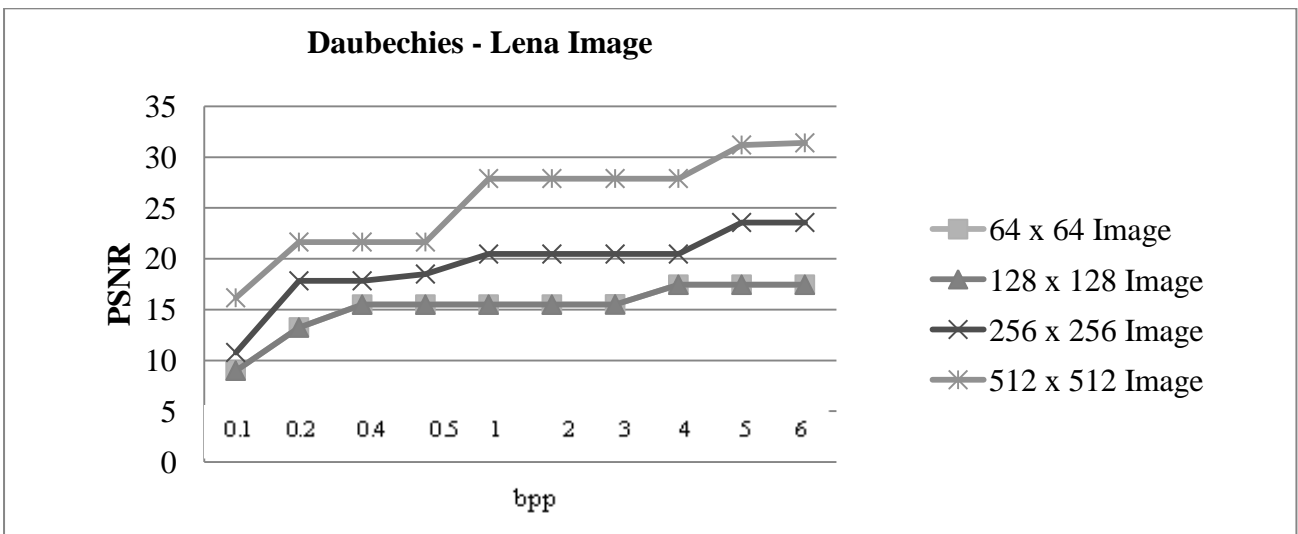 Daubechies - Lena Image
35
30
25
20
15
10
5
0
PSNR
0.1 0.2 0.4 0.5 1 2 3 4 5 6
bpp
64 x 64 Image
128 x 128 Image
256 x 256 Image
512 x 512 Image